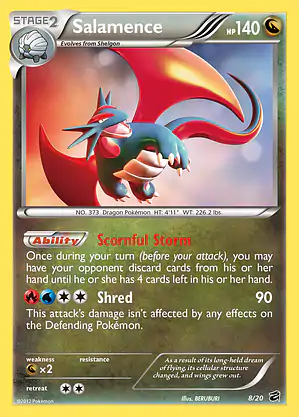 STAGE2 Salamence HP140
Evolves from Shelgon
NO. 373 Dragon Pokémon HT: 4'11" WT: 226.2 lbs.
Ability Scornful Storm
Once during your turn (before your attack), you may
have your opponent discard cards from his or her
hand until he or she has 4 cards left in his or her hand.
Shred 90
This attack's damage isn't affected by any effects on
the Defending Pokémon.
weakness resistance
×2
retreat
As a result of its long-held dream
of flying, its cellular structure
changed, and wings grew out.
©2012 Pokémon Illus. BERUBURI 8/20